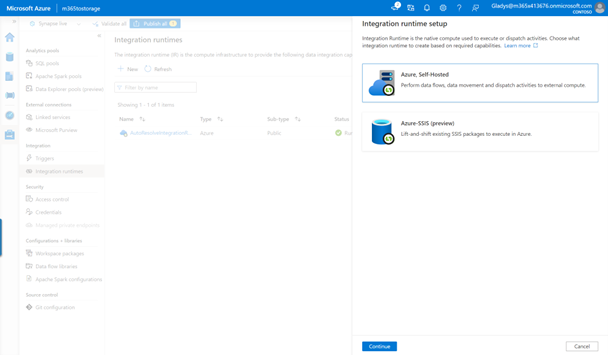 Microsoft Azure
m365storage
Gladys@m365x413676.onmicrosoft.com
CONTOSO
Synapse live
Validate all
Publish all
Analytics pools
SQL pools
Apache Spark pools
Data Explorer pools (preview)
External connections
Linked services
Microsoft Purview
Integration
Triggers
Integration runtimes
Security
Access control
Credentials
Managed private endpoints
Configurations + libraries
Workspace packages
Data flow libraries
Apache Spark configurations
Source control
Git configuration
Integration runtimes
The integration runtime (IR) is the compute infrastructure to provide the following data integration cap
New
Refresh
Filter by name
Showing 1 - 1 of 1 items
Name
Type
Sub-type
Status
AutoResolveIntegrationR...
Azure
Public
Integration runtime setup
Integration Runtime is the native compute used to execute or dispatch activities. Choose what
integration runtime to create based on required capabilities. Learn more
Azure, Self-Hosted
Perform data flows, data movement and dispatch activities to external compute.
Azure-SSIS (preview)
Lift-and-shift existing SSIS packages to execute in Azure.
Continue
Cancel